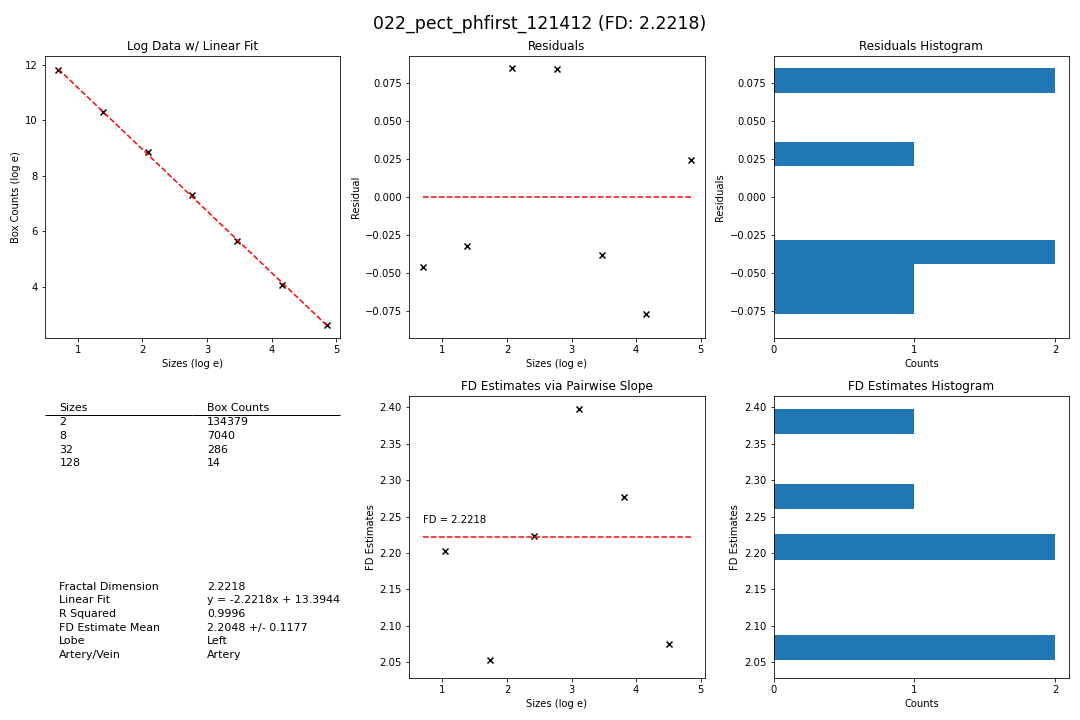 022_pect_phfirst_121412 (FD: 2.2218)
Log Data w/ Linear Fit
Box Counts (log e)
12
10
8
6
4
1 2 3 4 5
Sizes (log e)
Residuals
Residual
0.075
0.050
0.025
0.000
−0.025
−0.050
−0.075
1 2 3 4 5
Sizes (log e)
Residuals Histogram
Residuals
0.075
0.050
0.025
0.000
−0.025
−0.050
−0.075
0 1 2
Counts
Sizes Box Counts
2 134379
8 7040
32 286
128 14
Fractal Dimension 2.2218
Linear Fit y = -2.2218x + 13.3944
R Squared 0.9996
FD Estimate Mean 2.2048 +/- 0.1177
Lobe Left
Artery/Vein Artery
FD Estimates via Pairwise Slope
FD Estimates
2.40
2.35
2.30
2.25
2.20
2.15
2.10
2.05
FD = 2.2218
1 2 3 4 5
Sizes (log e)
FD Estimates Histogram
FD Estimates
2.40
2.35
2.30
2.25
2.20
2.15
2.10
2.05
0 1 2
Counts